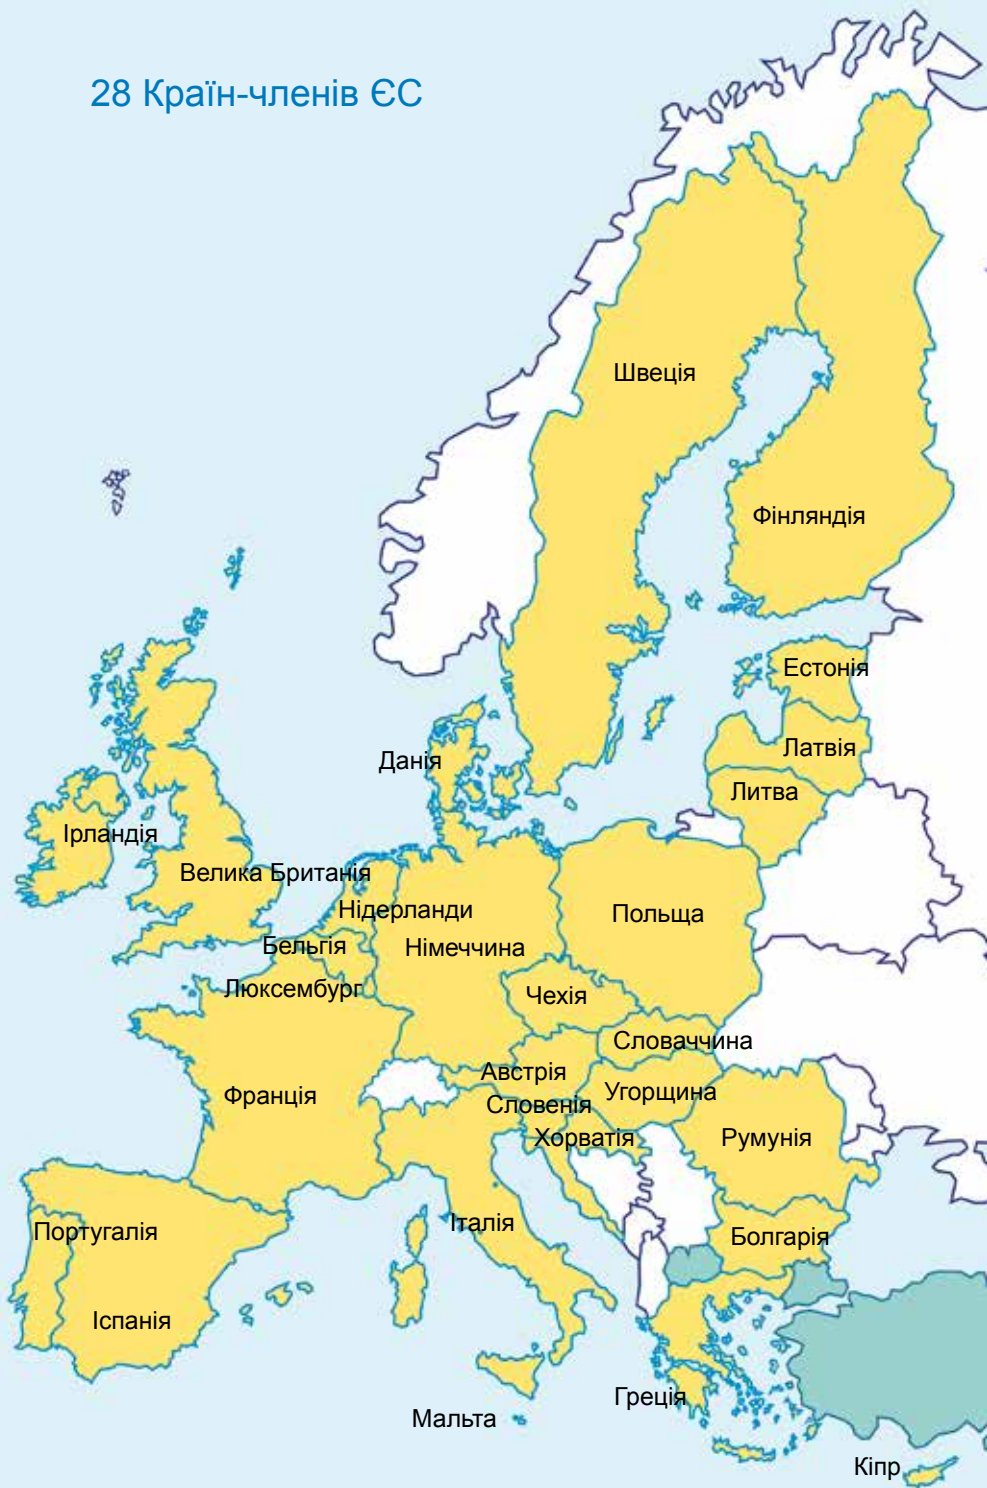 28 Країн-членів ЄС
Швеція
Фінляндія
Естонія
Данія
Латвія
Литва
Ірландія
Велика Британія
Нідерланди
Польща
Бельгія
Німеччина
Люксембург
Чехія
Словаччина
Австрія
Угорщина
Франція
Словенія
Хорватія
Румунія
Португалія
Італія
Болгарія
Іспанія
Греція
Мальта
Кіпр